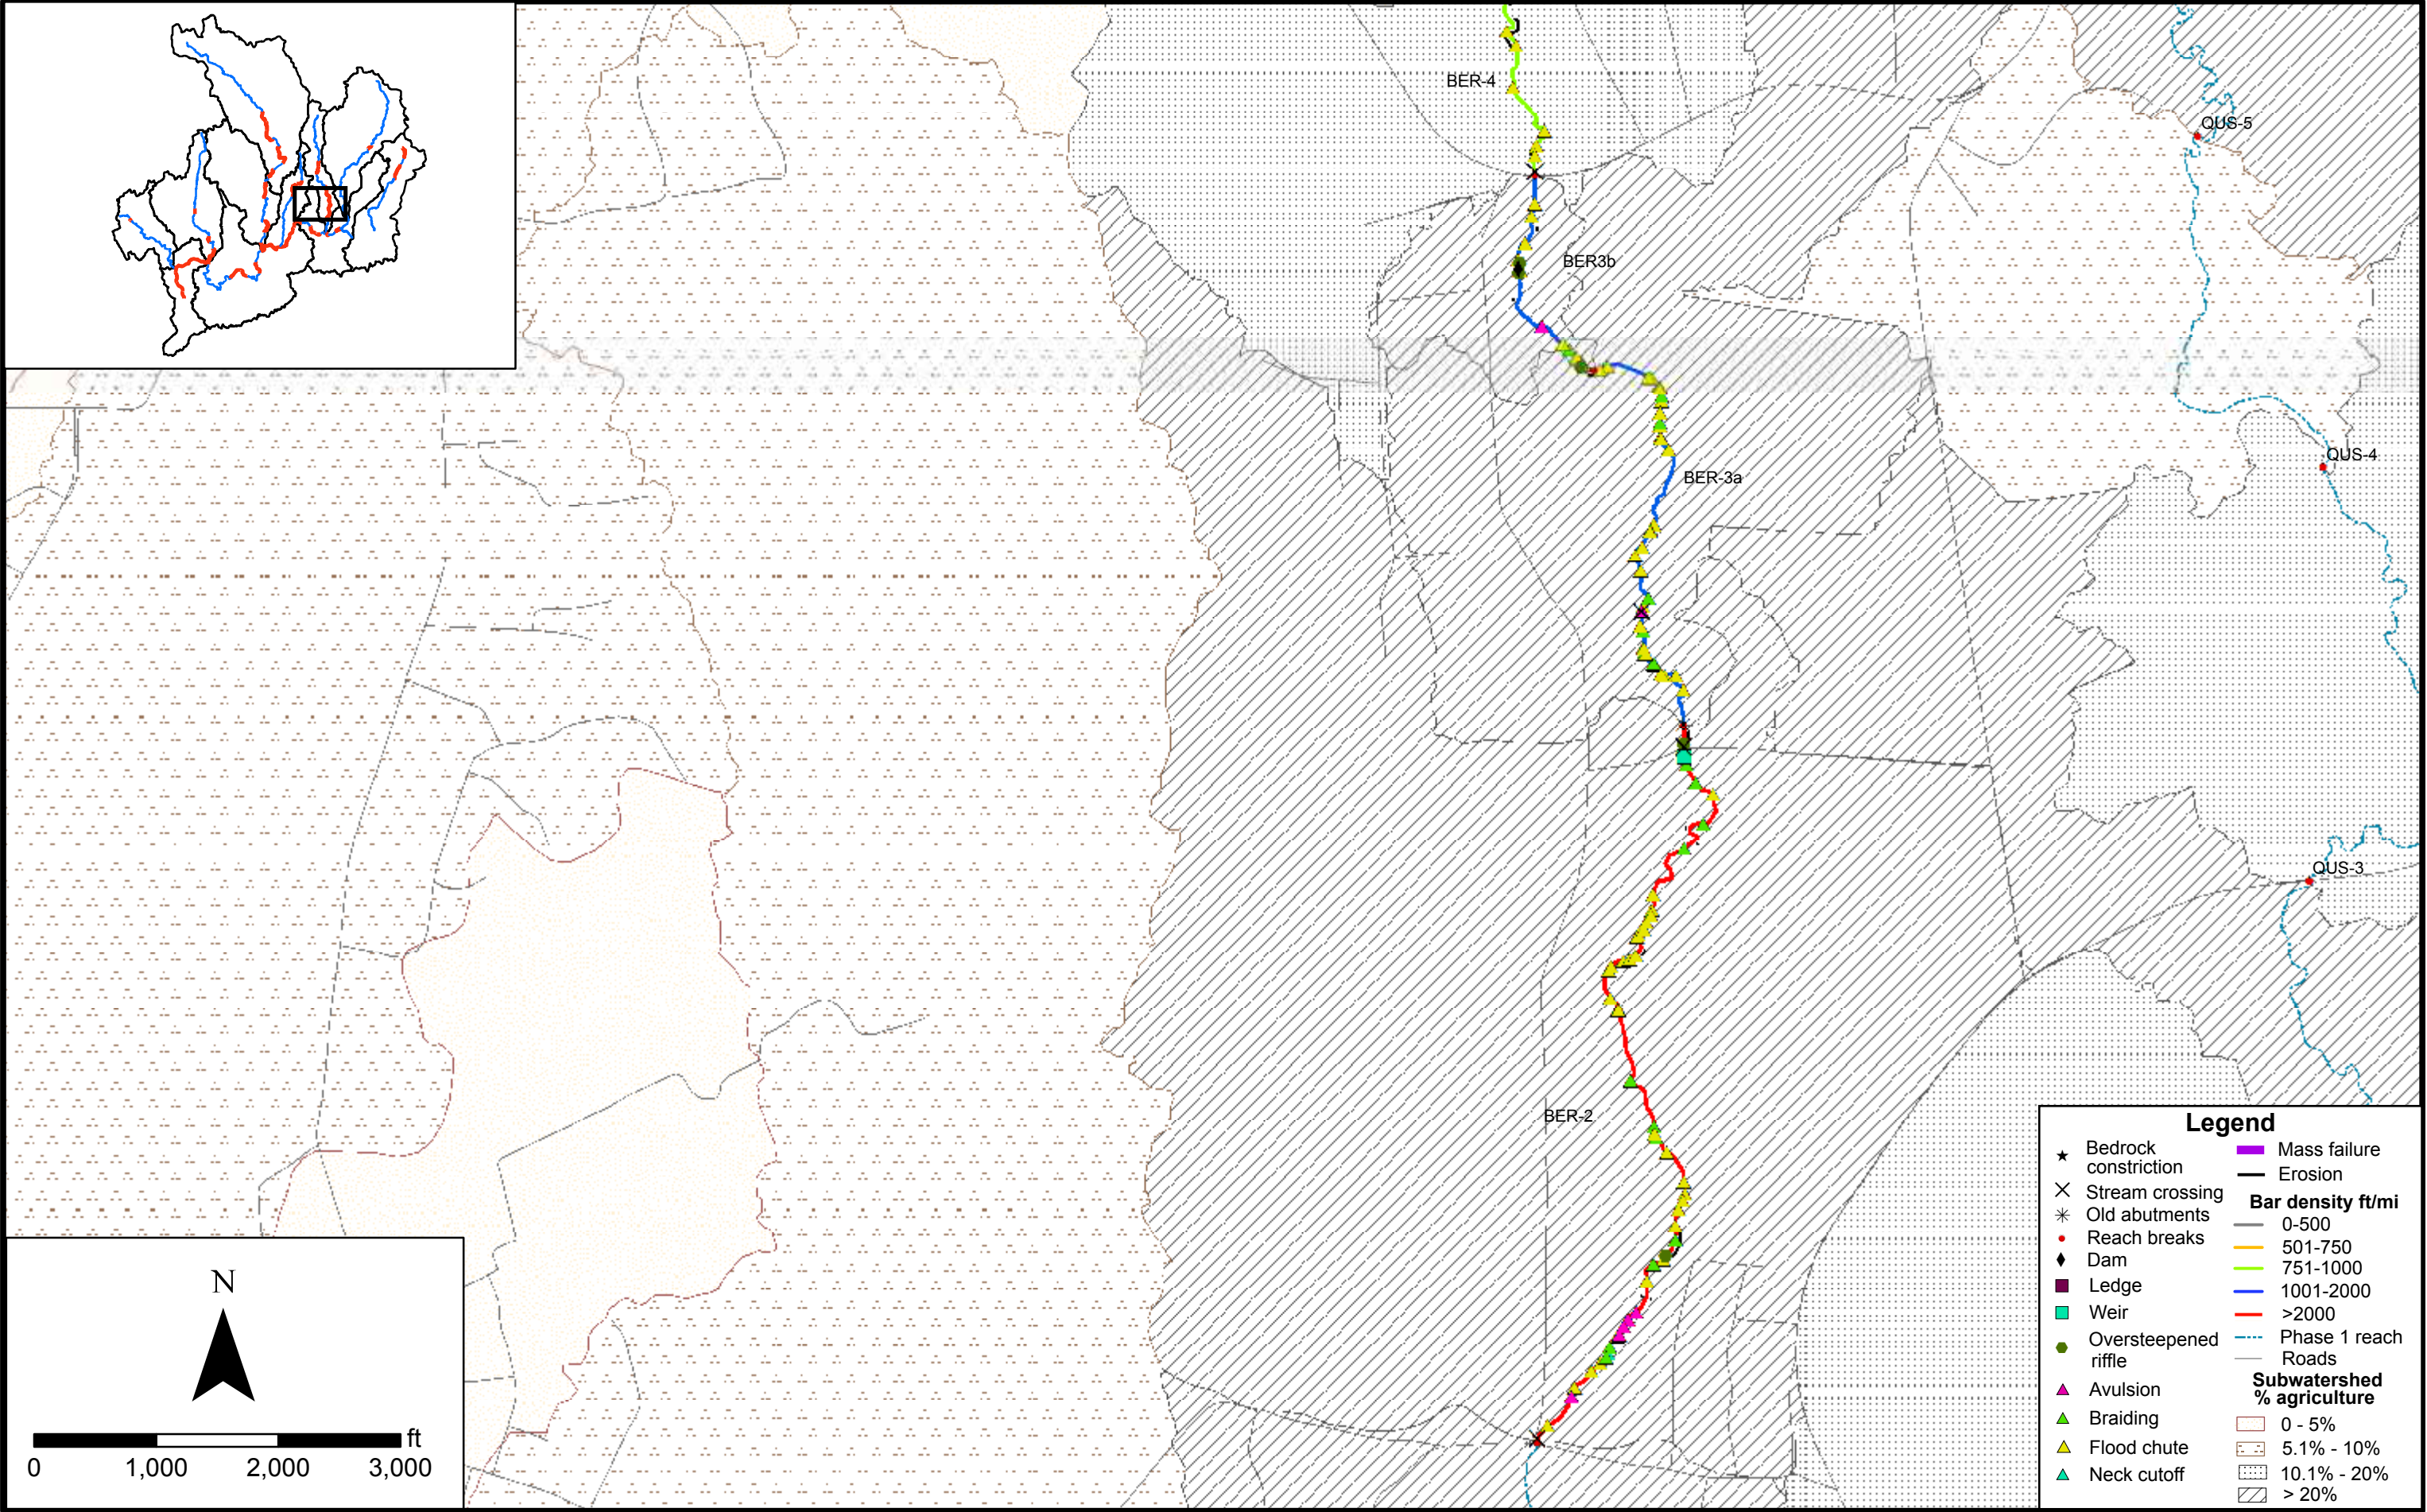 BER-4
QUS-5
BER3b
QUS-4
BER-3a
QUS-3
BER-2
N
ft
0 1,000 2,000 3,000
Legend
Bedrock
constriction
Stream crossing
Old abutments
Reach breaks
Dam
Ledge
Weir
Oversteepened
riffle
Avulsion
Braiding
Flood chute
Neck cutoff
Mass failure
Erosion
Bar density ft/mi
0-500
501-750
751-1000
1001-2000
>2000
Phase 1 reach
Roads
Subwatershed
% agriculture
0 - 5%
5.1% - 10%
10.1% - 20%
> 20%